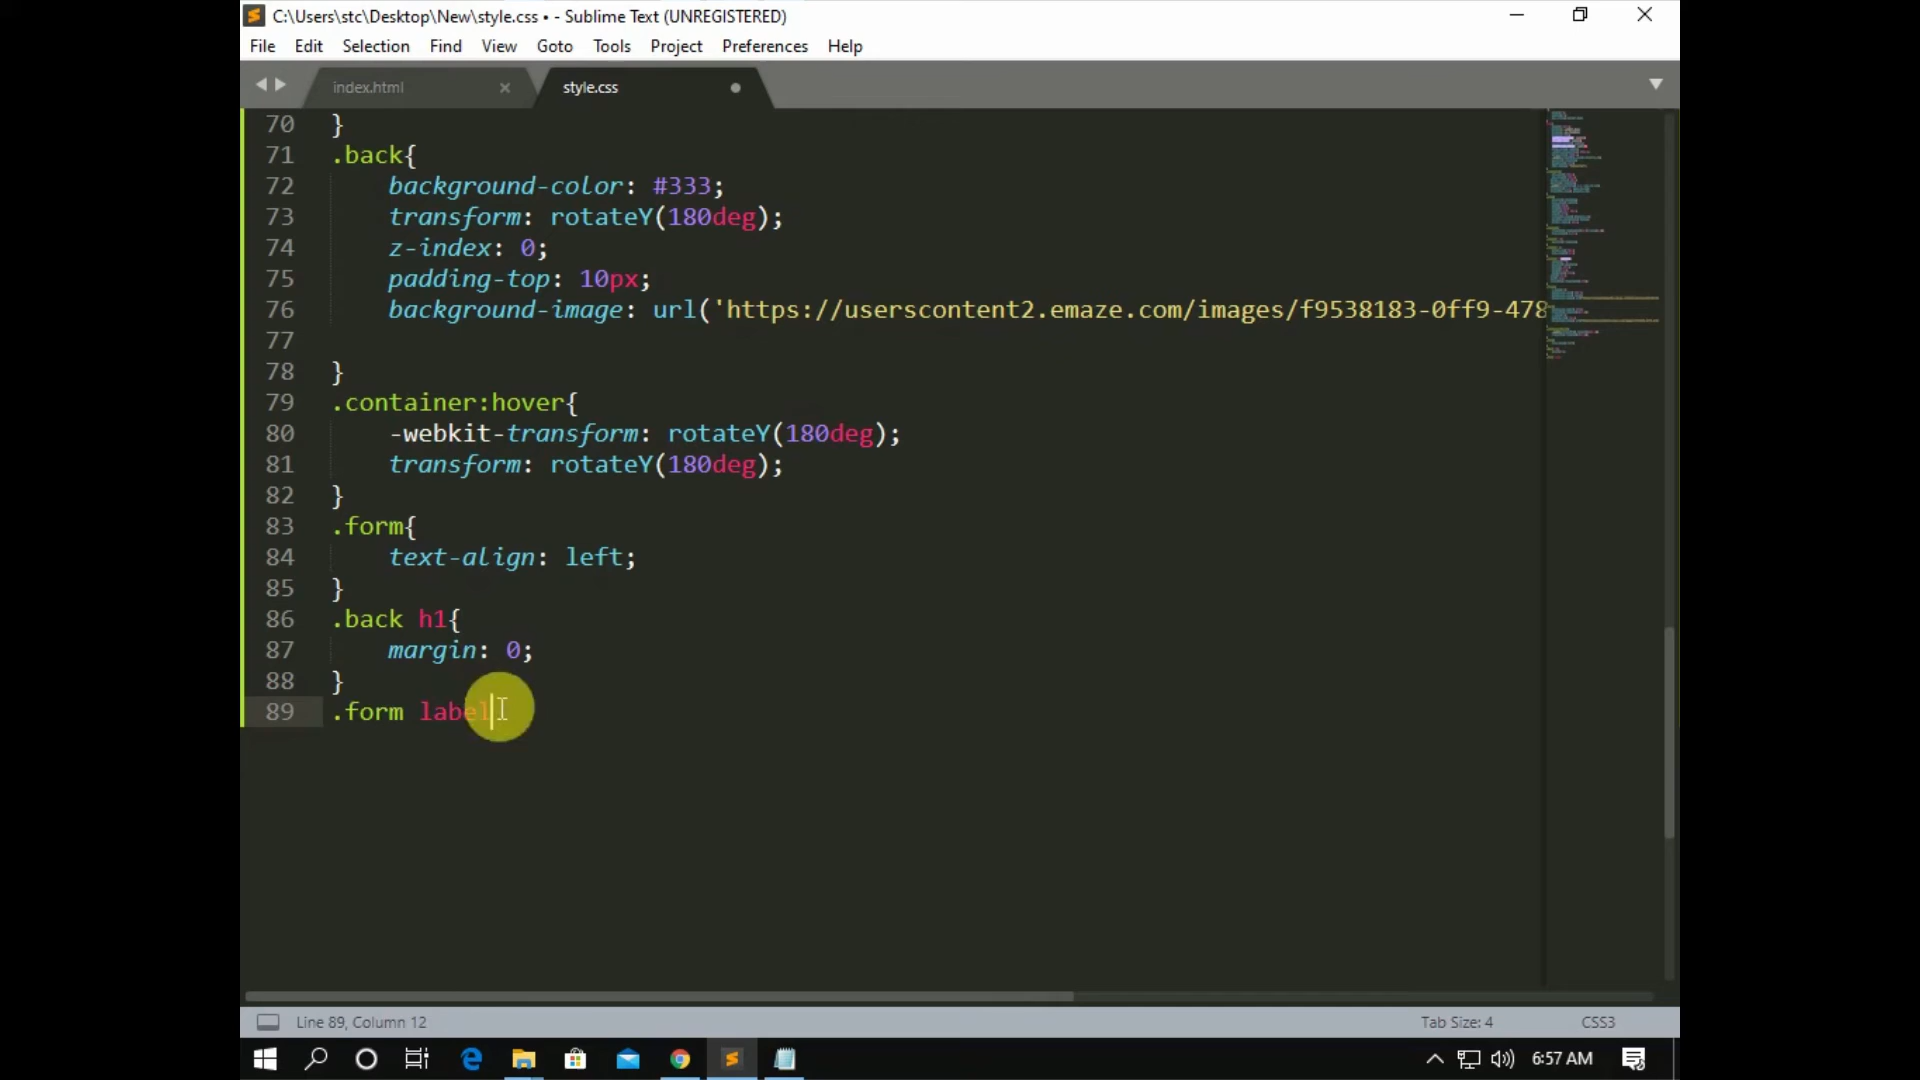 C:\Users\stc\Desktop\New\style.css • - Sublime Text (UNREGISTERED)
File Edit Selection Find View Goto Tools Project Preferences Help
index.html × style.css
70 }
71 .back{
72 background-color: #333;
73 transform: rotateY(180deg);
74 z-index: 0;
75 padding-top: 10px;
76 background-image: url('https://userscontent2.emaze.com/images/f9538183-0ff9-478
77
78 }
79 .container:hover{
80 -webkit-transform: rotateY(180deg);
81 transform: rotateY(180deg);
82 }
83 .form{
84 text-align: left;
85 }
86 .back h1{
87 margin: 0;
88 }
89 .form label
Line 89, Column 12 Tab Size: 4 CSS3
6:57 AM